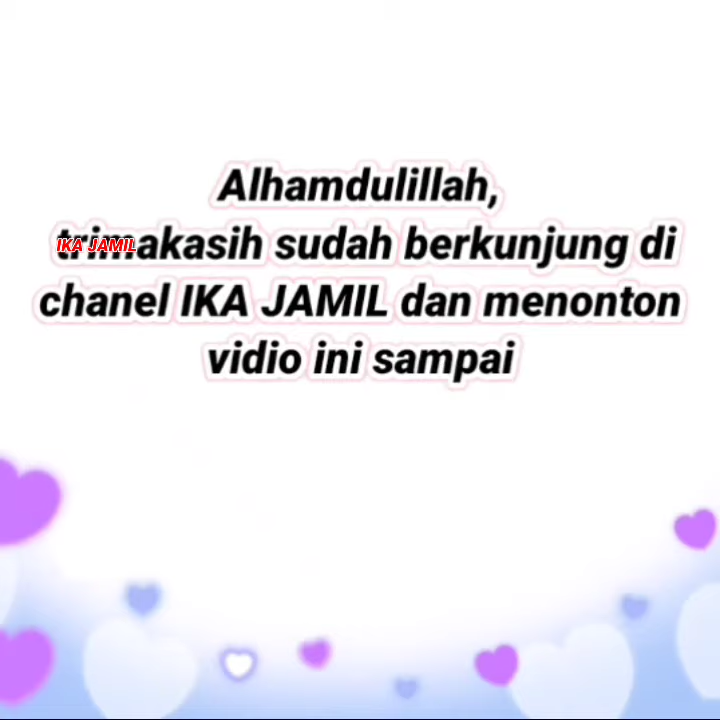 Alhamdulillah,
trimakasih sudah berkunjung di
IKA JAMIL
chanel IKA JAMIL dan menonton
vidio ini sampai